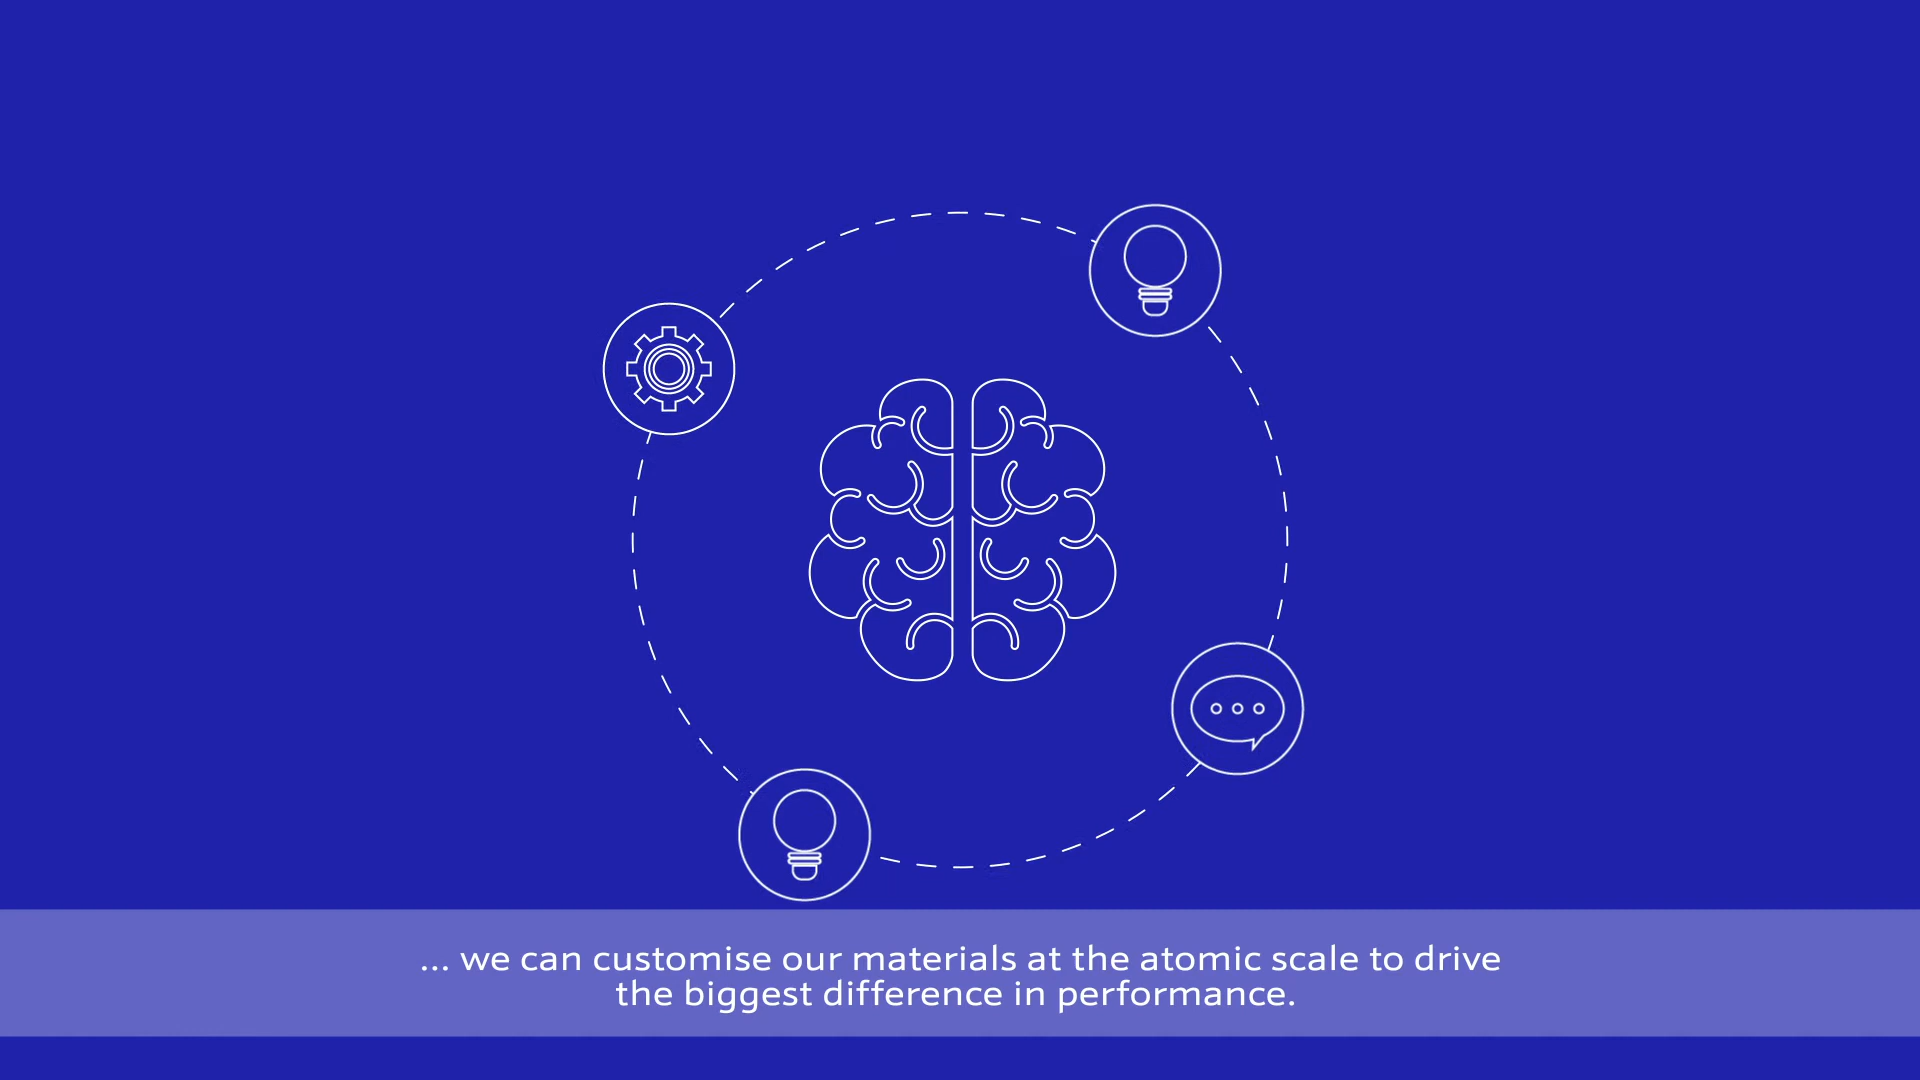 ... we can customise our materials at the atomic scale to drive
the biggest difference in performance.